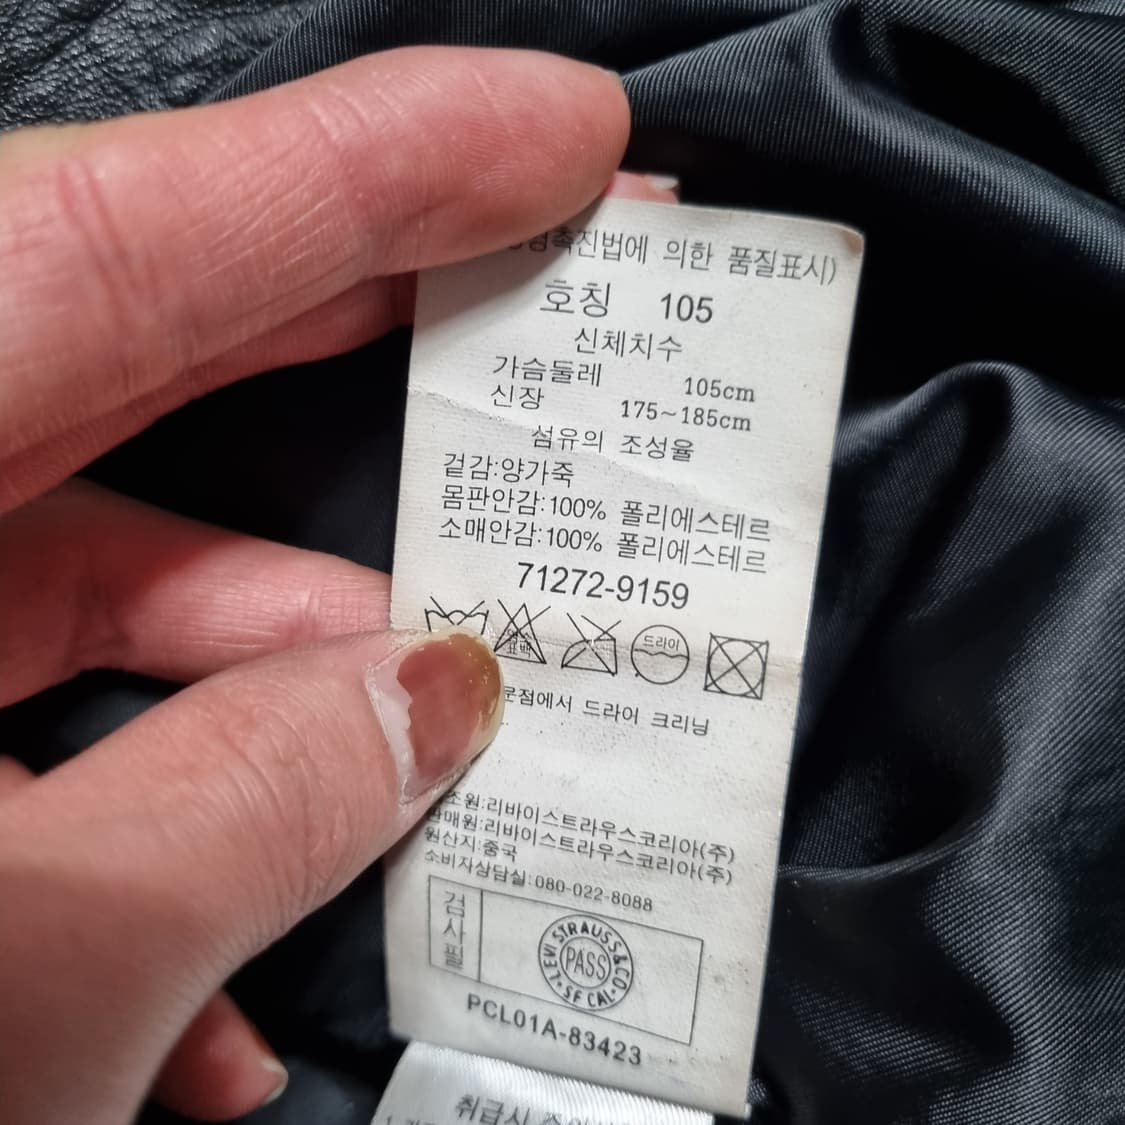 의한 품질표시)
호칭 105
신체치수
가슴둘레 105cm
신장 175~185cm
섬유의 조성율
겉감:양가죽
몸판안감:100% 폴리에스테르
소매안감:100% 폴리에스테르
71272-9159
드라이
드라이 크리닝
리바이스트라우스코리아(주)
판매원:리바이스트라우스코리아(주)
원산지:중국
소비자상담실:080-022-8088
검사필
LEVI STRAUSS & CO
PASS
SF CAL
PCL01A-83423
취급시